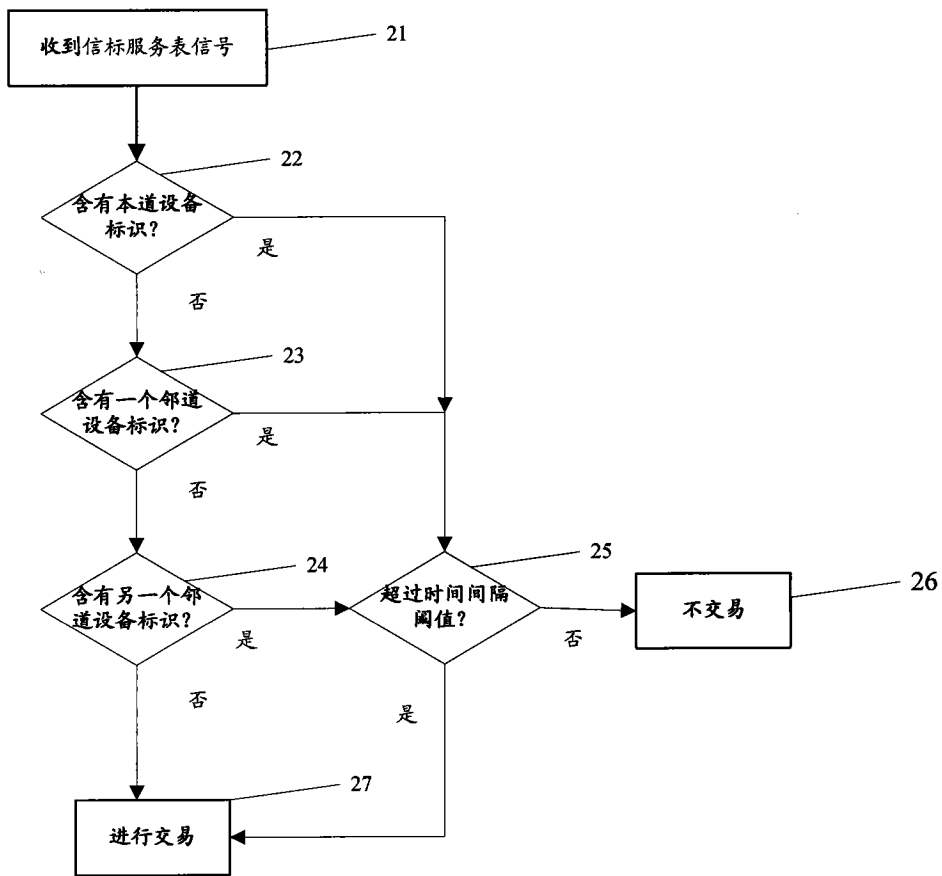 收到信标服务表信号
21
22
含有本道设备
标识？
是
否
23
含有一个邻道
设备标识？
是
否
24
含有另一个邻
道设备标识？
是
25
超过时间间隔
阈值？
否
26
不交易
否
是
27
进行交易